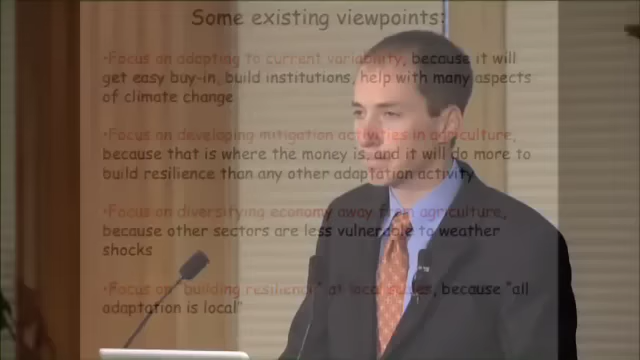 Some existing viewpoints:
•Focus on adapting to current variability, because it will
get easy buy-in, build institutions, help with many aspects
of climate change
•Focus on developing mitigation activities in agriculture,
because that is where the money is, and it will do more to
build resilience than any other adaptation activity
•Focus on diversifying economy away from agriculture,
because other sectors are less vulnerable to weather
shocks
•Focus on "building resilience" at local scales, because "all
adaptation is local"